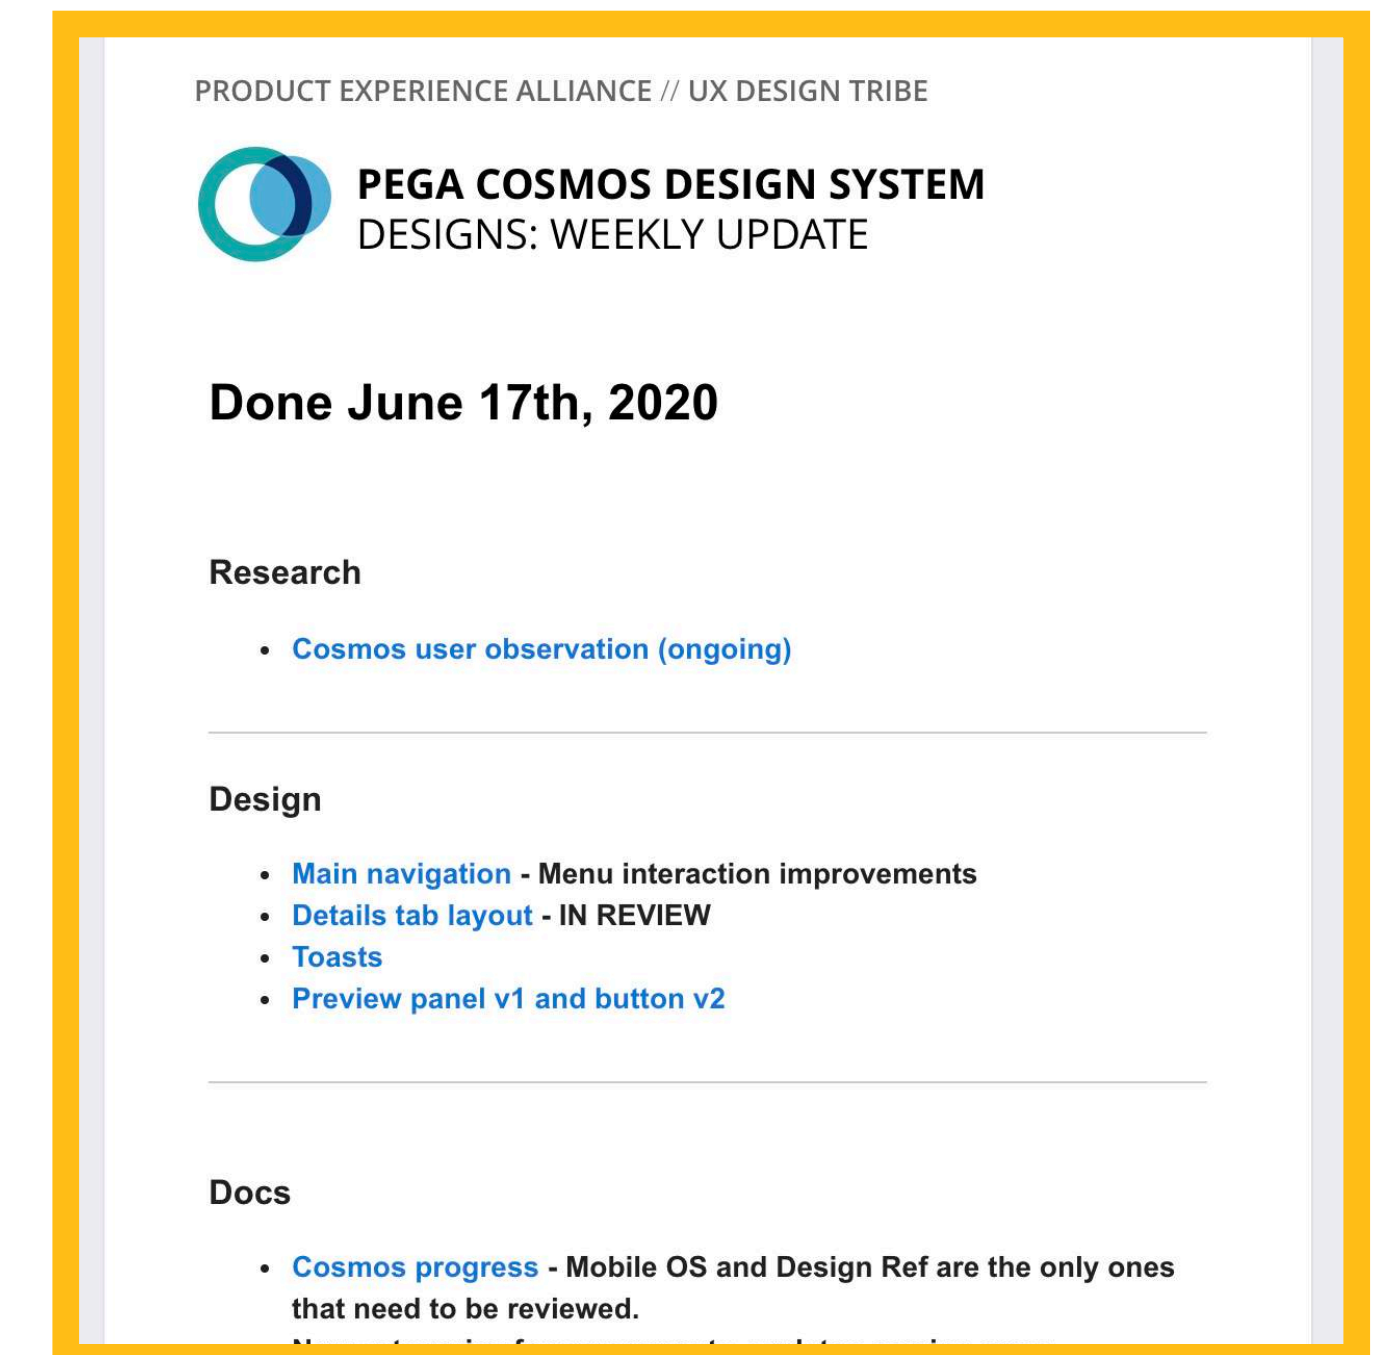 PRODUCT EXPERIENCE ALLIANCE // UX DESIGN TRIBE
PEGA COSMOS DESIGN SYSTEM
DESIGNS: WEEKLY UPDATE
Done June 17th, 2020
Research
• Cosmos user observation (ongoing)
Design
• Main navigation - Menu interaction improvements
• Details tab layout - IN REVIEW
• Toasts
• Preview panel v1 and button v2
Docs
• Cosmos progress - Mobile OS and Design Ref are the only ones
that need to be reviewed.